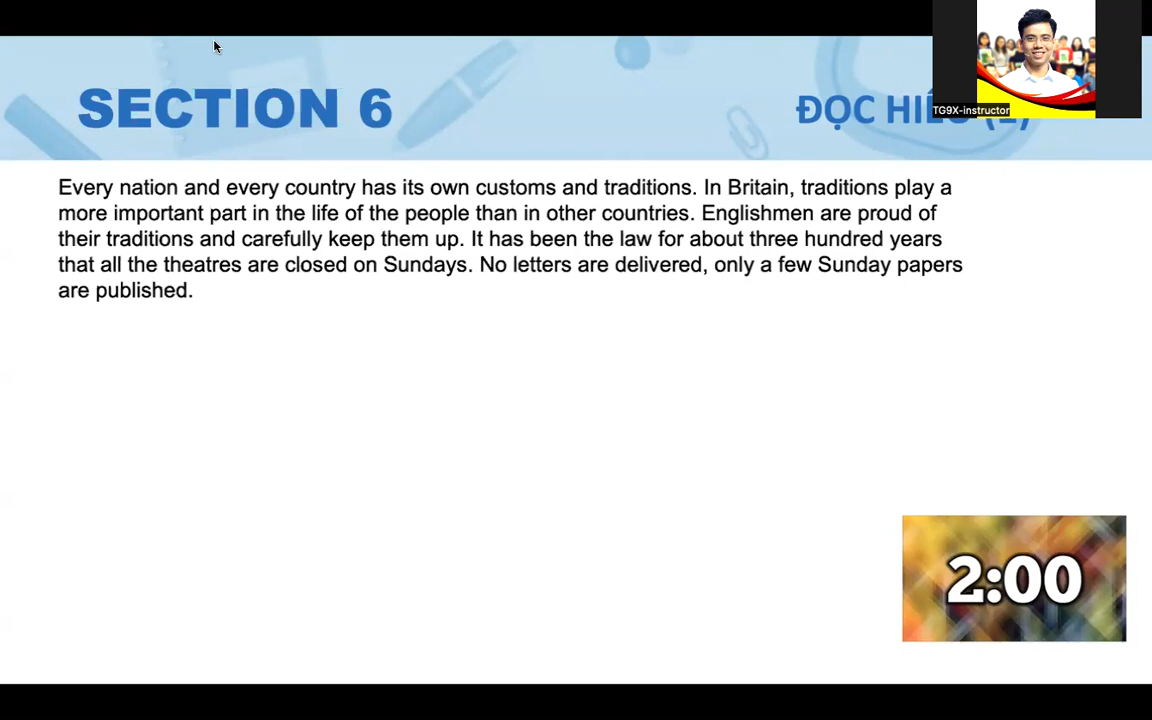 SECTION 6
ĐỌC HIỂU (1)
TG9X-instructor
Every nation and every country has its own customs and traditions. In Britain, traditions play a
more important part in the life of the people than in other countries. Englishmen are proud of
their traditions and carefully keep them up. It has been the law for about three hundred years
that all the theatres are closed on Sundays. No letters are delivered, only a few Sunday papers
are published.
2:00